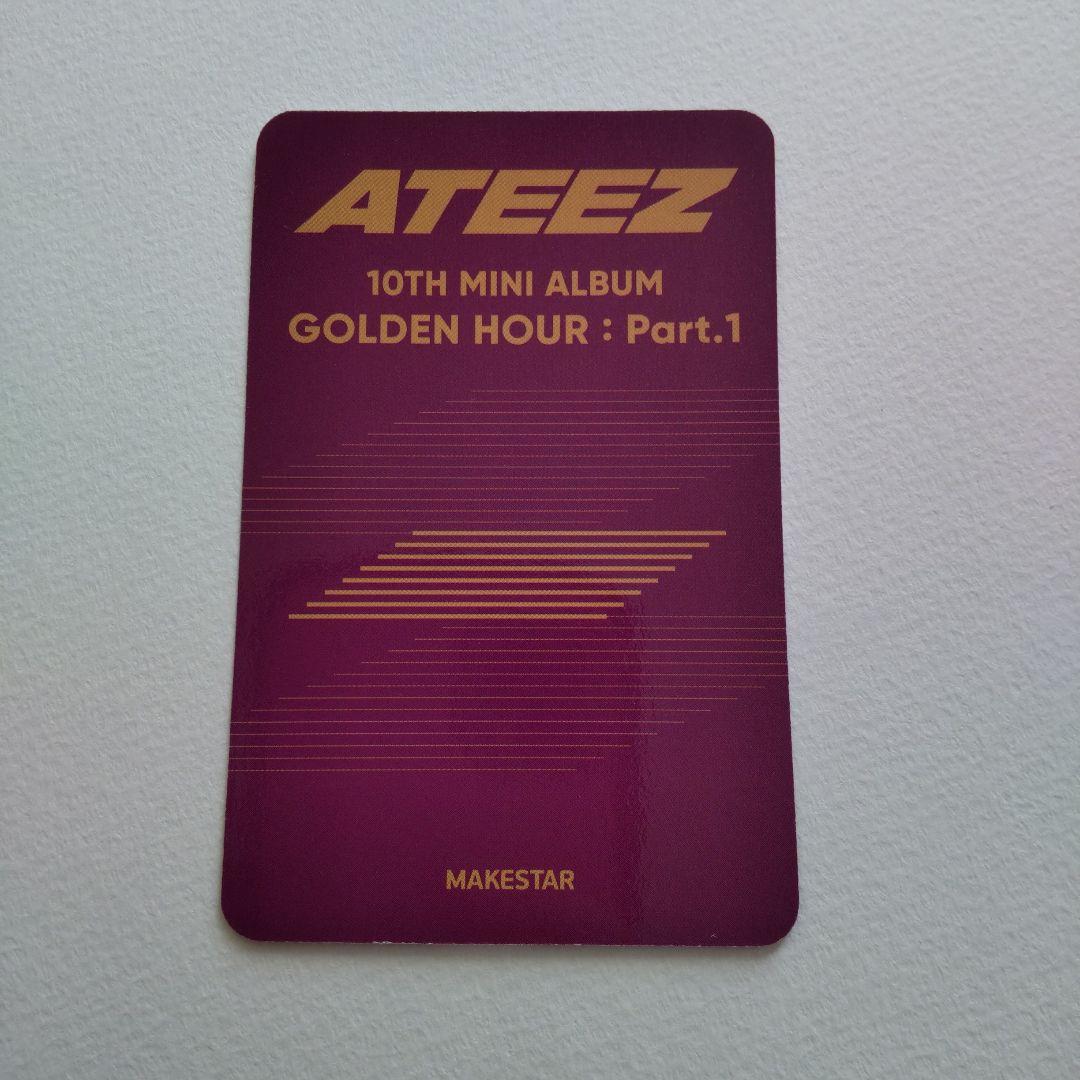 ATEEZ
10TH MINI ALBUM
GOLDEN HOUR : Part.1
MAKESTAR